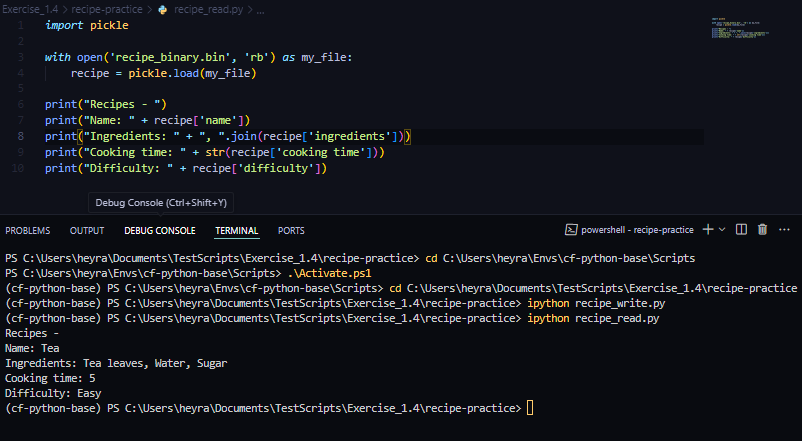 Exercise_1.4 > recipe-practice > recipe_read.py > ...
1 import pickle
2
3 with open('recipe_binary.bin', 'rb') as my_file:
4 recipe = pickle.load(my_file)
5
6 print("Recipes - ")
7 print("Name: " + recipe['name'])
8 print("Ingredients: " + ", ".join(recipe['ingredients']))
9 print("Cooking time: " + str(recipe['cooking time']))
10 print("Difficulty: " + recipe['difficulty'])
Debug Console (Ctrl+Shift+Y)
PROBLEMS OUTPUT DEBUG CONSOLE TERMINAL PORTS powershell - recipe-practice
PS C:\Users\heyra\Documents\TestScripts\Exercise_1.4\recipe-practice> cd C:\Users\heyra\Envs\cf-python-base\Scripts
PS C:\Users\heyra\Envs\cf-python-base\Scripts> .\Activate.ps1
(cf-python-base) PS C:\Users\heyra\Envs\cf-python-base\Scripts> cd C:\Users\heyra\Documents\TestScripts\Exercise_1.4\recipe-practice
(cf-python-base) PS C:\Users\heyra\Documents\TestScripts\Exercise_1.4\recipe-practice> ipython recipe_write.py
(cf-python-base) PS C:\Users\heyra\Documents\TestScripts\Exercise_1.4\recipe-practice> ipython recipe_read.py
Recipes -
Name: Tea
Ingredients: Tea leaves, Water, Sugar
Cooking time: 5
Difficulty: Easy
(cf-python-base) PS C:\Users\heyra\Documents\TestScripts\Exercise_1.4\recipe-practice>